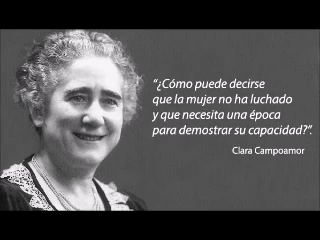 “¿Cómo puede decirse
que la mujer no ha luchado
y que necesita una época
para demostrar su capacidad?”.
Clara Campoamor